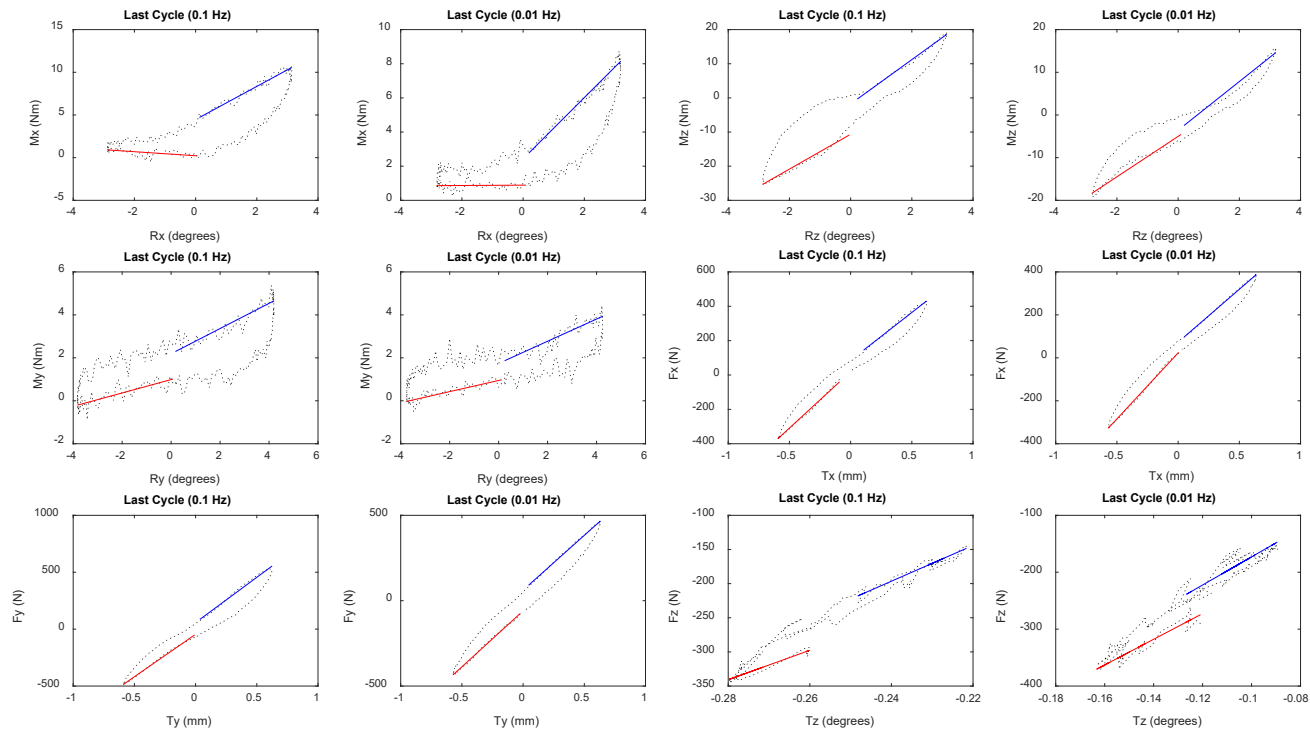 Last Cycle (0.1 Hz)
15
10
5
0
-5
Mx (Nm)
-4 -2 0 2 4
Rx (degrees)
Last Cycle (0.01 Hz)
10
8
6
4
2
0
Mx (Nm)
-4 -2 0 2 4
Rx (degrees)
Last Cycle (0.1 Hz)
20
10
0
-10
-20
-30
Mz (Nm)
-4 -2 0 2 4
Rz (degrees)
Last Cycle (0.01 Hz)
20
10
0
-10
-20
Mz (Nm)
-4 -2 0 2 4
Rz (degrees)
Last Cycle (0.1 Hz)
6
4
2
0
-2
My (Nm)
-4 -2 0 2 4 6
Ry (degrees)
Last Cycle (0.01 Hz)
6
4
2
0
-2
My (Nm)
-4 -2 0 2 4 6
Ry (degrees)
Last Cycle (0.1 Hz)
600
400
200
0
-200
-400
Fx (N)
-1 -0.5 0 0.5 1
Tx (mm)
Last Cycle (0.01 Hz)
400
200
0
-200
-400
Fx (N)
-1 -0.5 0 0.5 1
Tx (mm)
Last Cycle (0.1 Hz)
1000
500
0
-500
Fy (N)
-1 -0.5 0 0.5 1
Ty (mm)
Last Cycle (0.01 Hz)
500
0
-500
Fy (N)
-1 -0.5 0 0.5 1
Ty (mm)
Last Cycle (0.1 Hz)
-100
-150
-200
-250
-300
-350
Fz (N)
-0.28 -0.26 -0.24 -0.22
Tz (degrees)
Last Cycle (0.01 Hz)
-100
-200
-300
-400
Fz (N)
-0.18 -0.16 -0.14 -0.12 -0.1 -0.08
Tz (degrees)